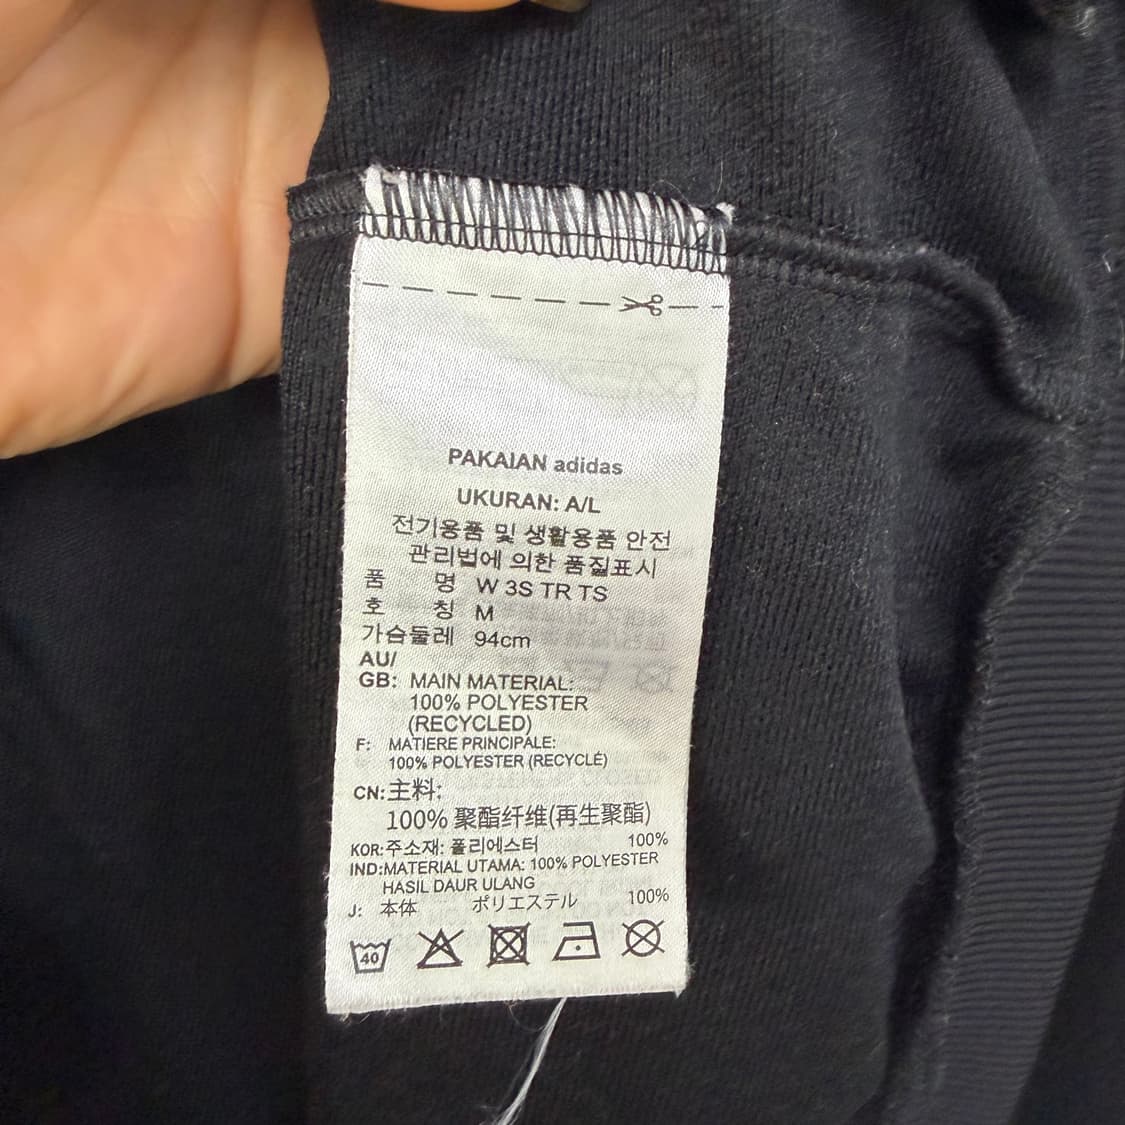 PAKAIAN adidas
UKURAN: A/L
전기용품 및 생활용품 안전
관리법에 의한 품질표시
품 명 W 3S TR TS
호 칭 M
가슴둘레 94cm
AU/
GB: MAIN MATERIAL:
100% POLYESTER
(RECYCLED)
F: MATIERE PRINCIPALE:
100% POLYESTER (RECYCLÉ)
CN:主料:
100% 聚酯纤维(再生聚酯)
KOR:주소재: 폴리에스터 100%
IND:MATERIAL UTAMA: 100% POLYESTER
HASIL DAUR ULANG
J: 本体 ポリエステル 100%
40